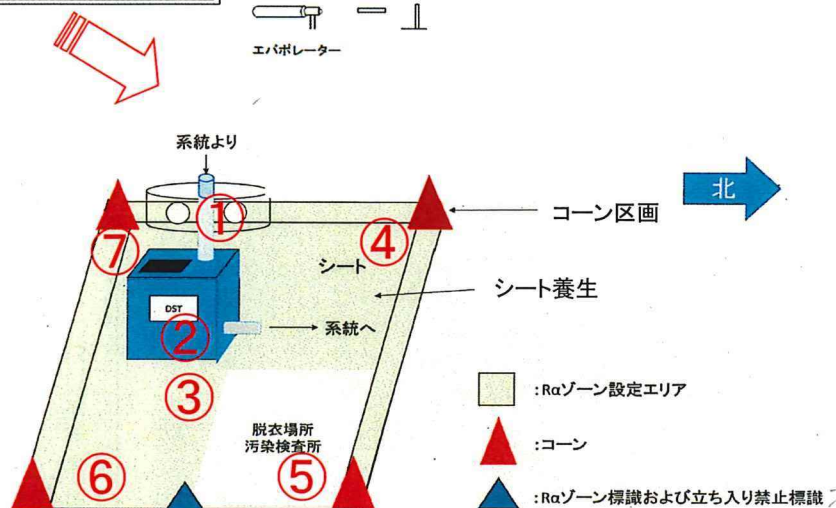 エバポレーター
系統より
北
①
コーン区画
④
⑦
シート
シート養生
DST
②
系統へ
③
:Rαゾーン設定エリア
脱衣場所
汚染検査所
:コーン
⑥
⑤
:Rαゾーン標識および立ち入り禁止標識